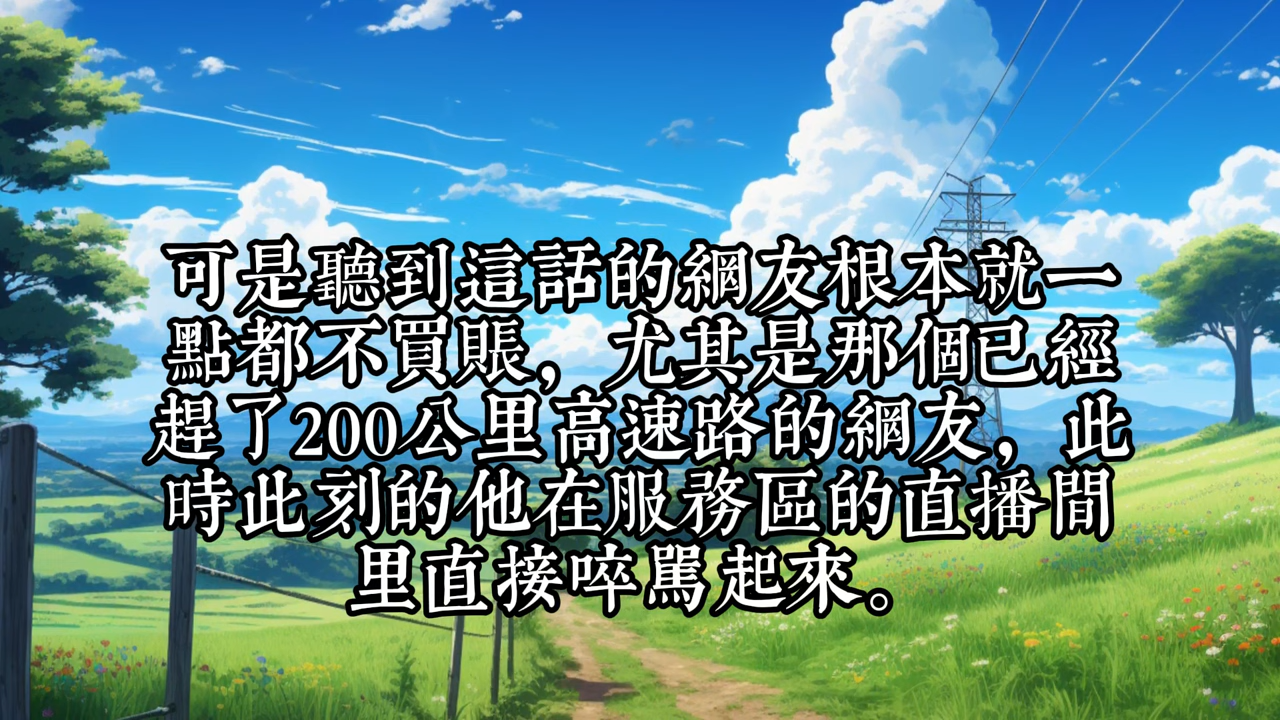 可是聽到這話的網友根本就一
點都不買賬，尤其是那個已經
趕了200公里高速路的網友，此
時此刻的他在服務區的直播間
里直接啐罵起來。